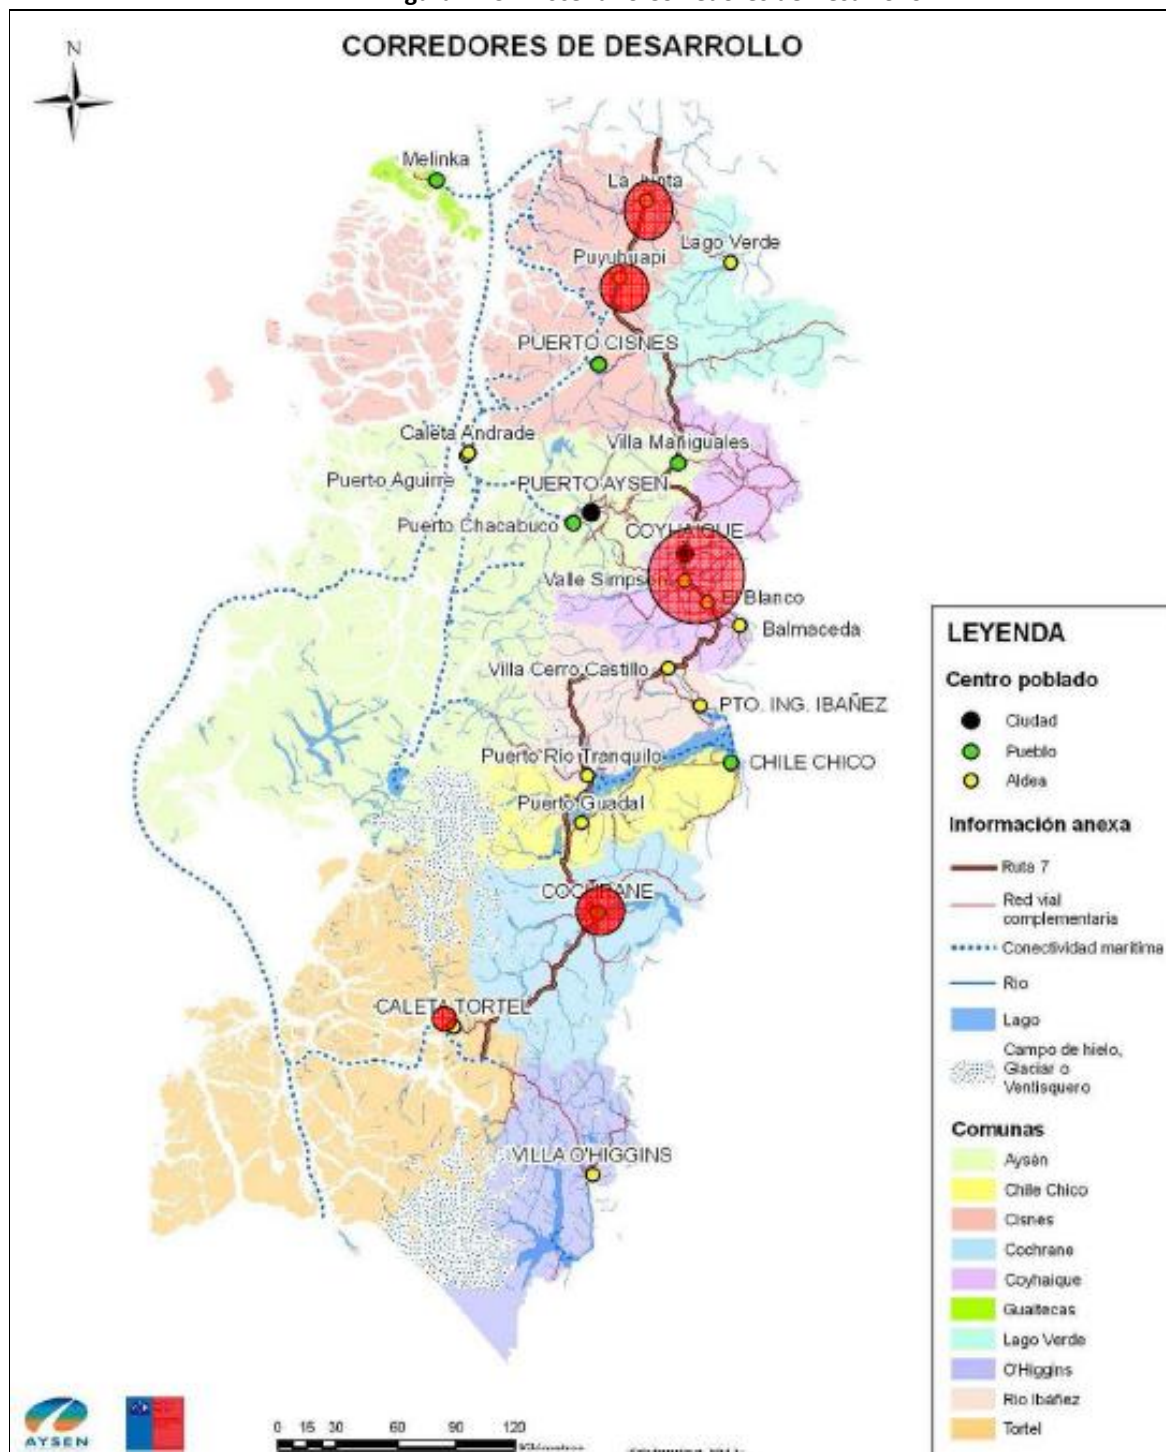 CORREDORES DE DESARROLLO
N
Melinka
La Junta
Lago Verde
Puyuhuapi
PUERTO CISNES
Caleta Andrade
Villa Mañiguales
Puerto Aguirre
PUERTO AYSEN
Puerto Chacabuco
COYHAIQUE
Valle Simpson
El Blanco
Balmaceda
Villa Cerro Castillo
PTO. ING. IBAÑEZ
Puerto Río Tranquilo
CHILE CHICO
Puerto Guadal
COCHRANE
CALETA TORTEL
VILLA O'HIGGINS
LEYENDA
Centro poblado
Ciudad
Pueblo
Aldea
Información anexa
Ruta 7
Red vial
complementaria
Conectividad marítima
Rio
Lago
Campo de hielo,
Glaciar o
Ventisquero
Comunas
Aysén
Chile Chico
Cisnes
Cochrane
Coyhaique
Guaitecas
Lago Verde
O'Higgins
Río Ibáñez
Tortel
AYSEN
0 15 30 60 90 120
Kilómetros